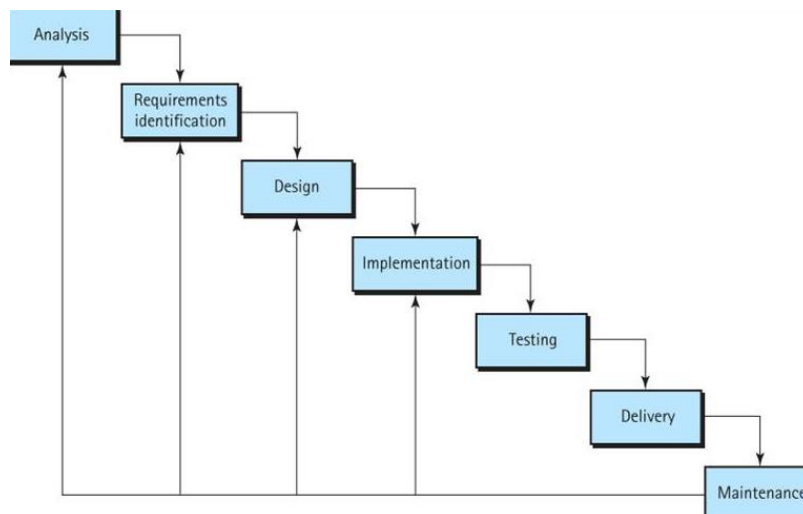 Analysis
Requirements
identification
Design
Implementation
Testing
Delivery
Maintenance